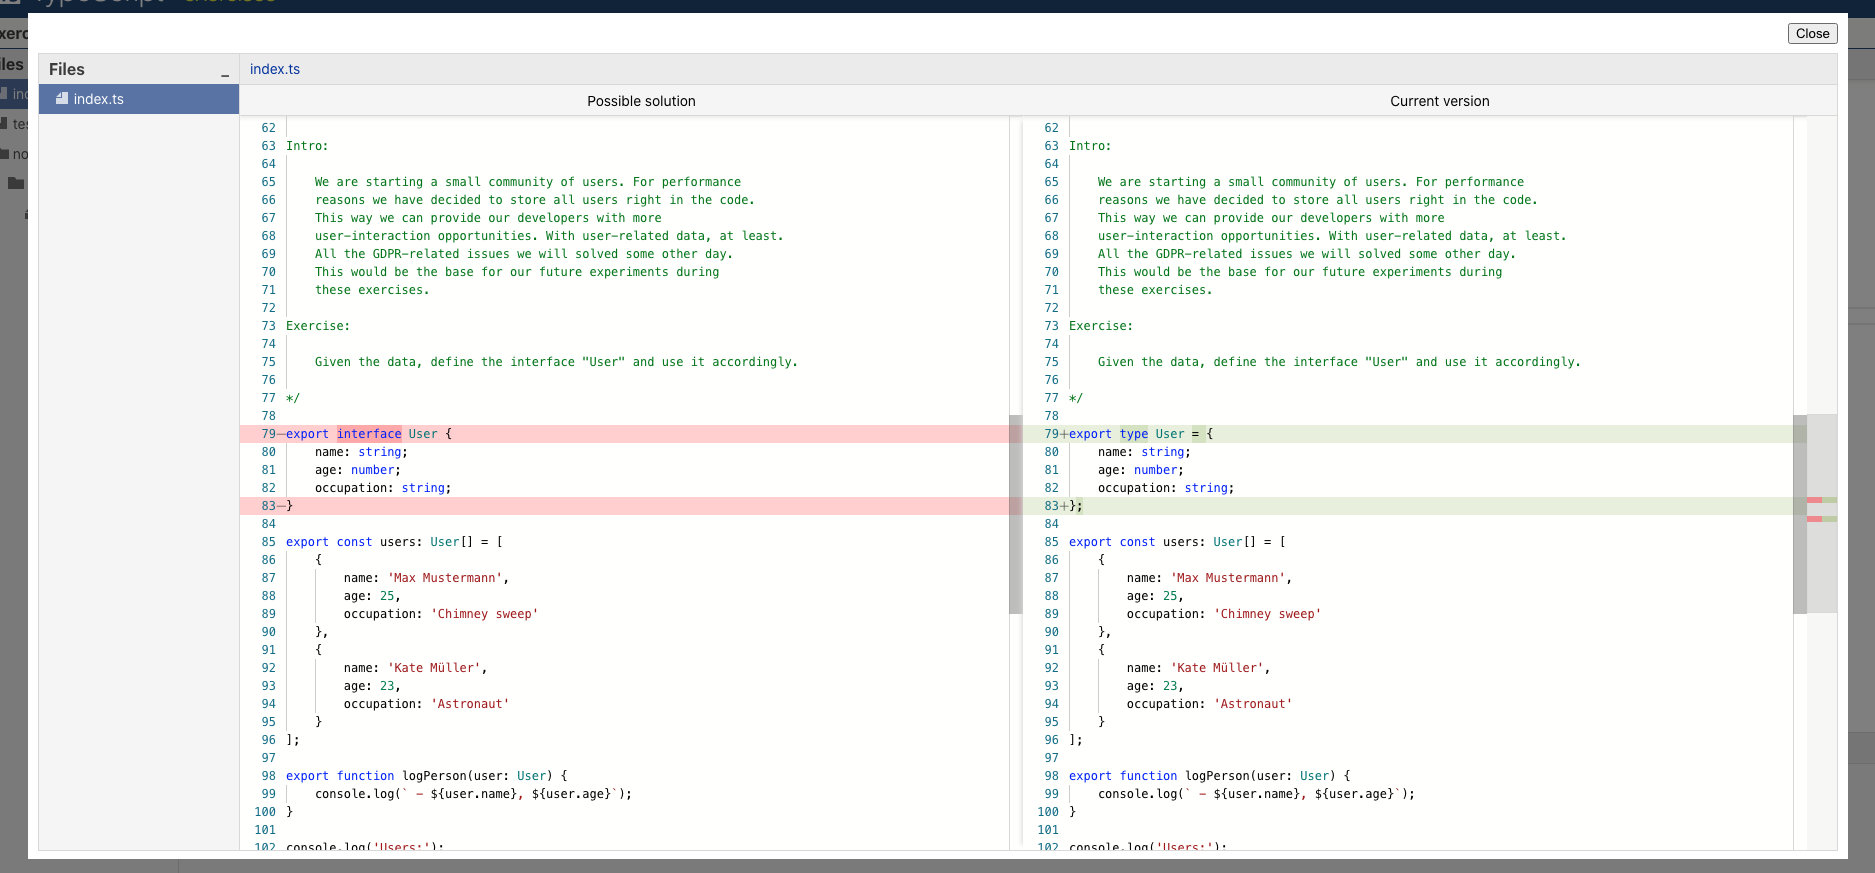 TypeScript exercises
Close
Files
_
index.ts
index.ts
Possible solution
Current version
62
63 Intro:
64
65 We are starting a small community of users. For performance
66 reasons we have decided to store all users right in the code.
67 This way we can provide our developers with more
68 user-interaction opportunities. With user-related data, at least.
69 All the GDPR-related issues we will solved some other day.
70 This would be the base for our future experiments during
71 these exercises.
72
73 Exercise:
74
75 Given the data, define the interface "User" and use it accordingly.
76
77 */
78
79—export interface User {
80 name: string;
81 age: number;
82 occupation: string;
83—}
84
85 export const users: User[] = [
86 {
87 name: 'Max Mustermann',
88 age: 25,
89 occupation: 'Chimney sweep'
90 },
91 {
92 name: 'Kate Müller',
93 age: 23,
94 occupation: 'Astronaut'
95 }
96 ];
97
98 export function logPerson(user: User) {
99 console.log(` - ${user.name}, ${user.age}`);
100 }
101
102 console.log('Users:');
62
63 Intro:
64
65 We are starting a small community of users. For performance
66 reasons we have decided to store all users right in the code.
67 This way we can provide our developers with more
68 user-interaction opportunities. With user-related data, at least.
69 All the GDPR-related issues we will solved some other day.
70 This would be the base for our future experiments during
71 these exercises.
72
73 Exercise:
74
75 Given the data, define the interface "User" and use it accordingly.
76
77 */
78
79+export type User = {
80 name: string;
81 age: number;
82 occupation: string;
83+};
84
85 export const users: User[] = [
86 {
87 name: 'Max Mustermann',
88 age: 25,
89 occupation: 'Chimney sweep'
90 },
91 {
92 name: 'Kate Müller',
93 age: 23,
94 occupation: 'Astronaut'
95 }
96 ];
97
98 export function logPerson(user: User) {
99 console.log(` - ${user.name}, ${user.age}`);
100 }
101
102 console.log('Users:');